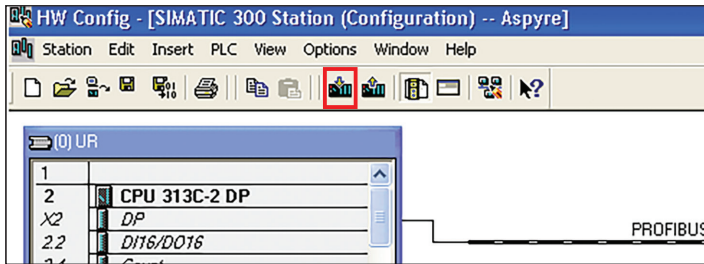 HW Config - [SIMATIC 300 Station (Configuration) -- Aspyre]
Station Edit Insert PLC View Options Window Help
(0) UR
1
2 CPU 313C-2 DP
X2 DP
2.2 DI16/DO16
PROFIBUS